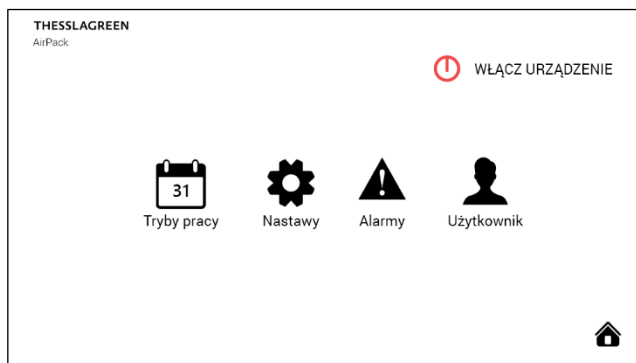 THESSLAGREEN
AirPack
WŁĄCZ URZĄDZENIE
31
Tryby pracy
Nastawy
Alarmy
Użytkownik